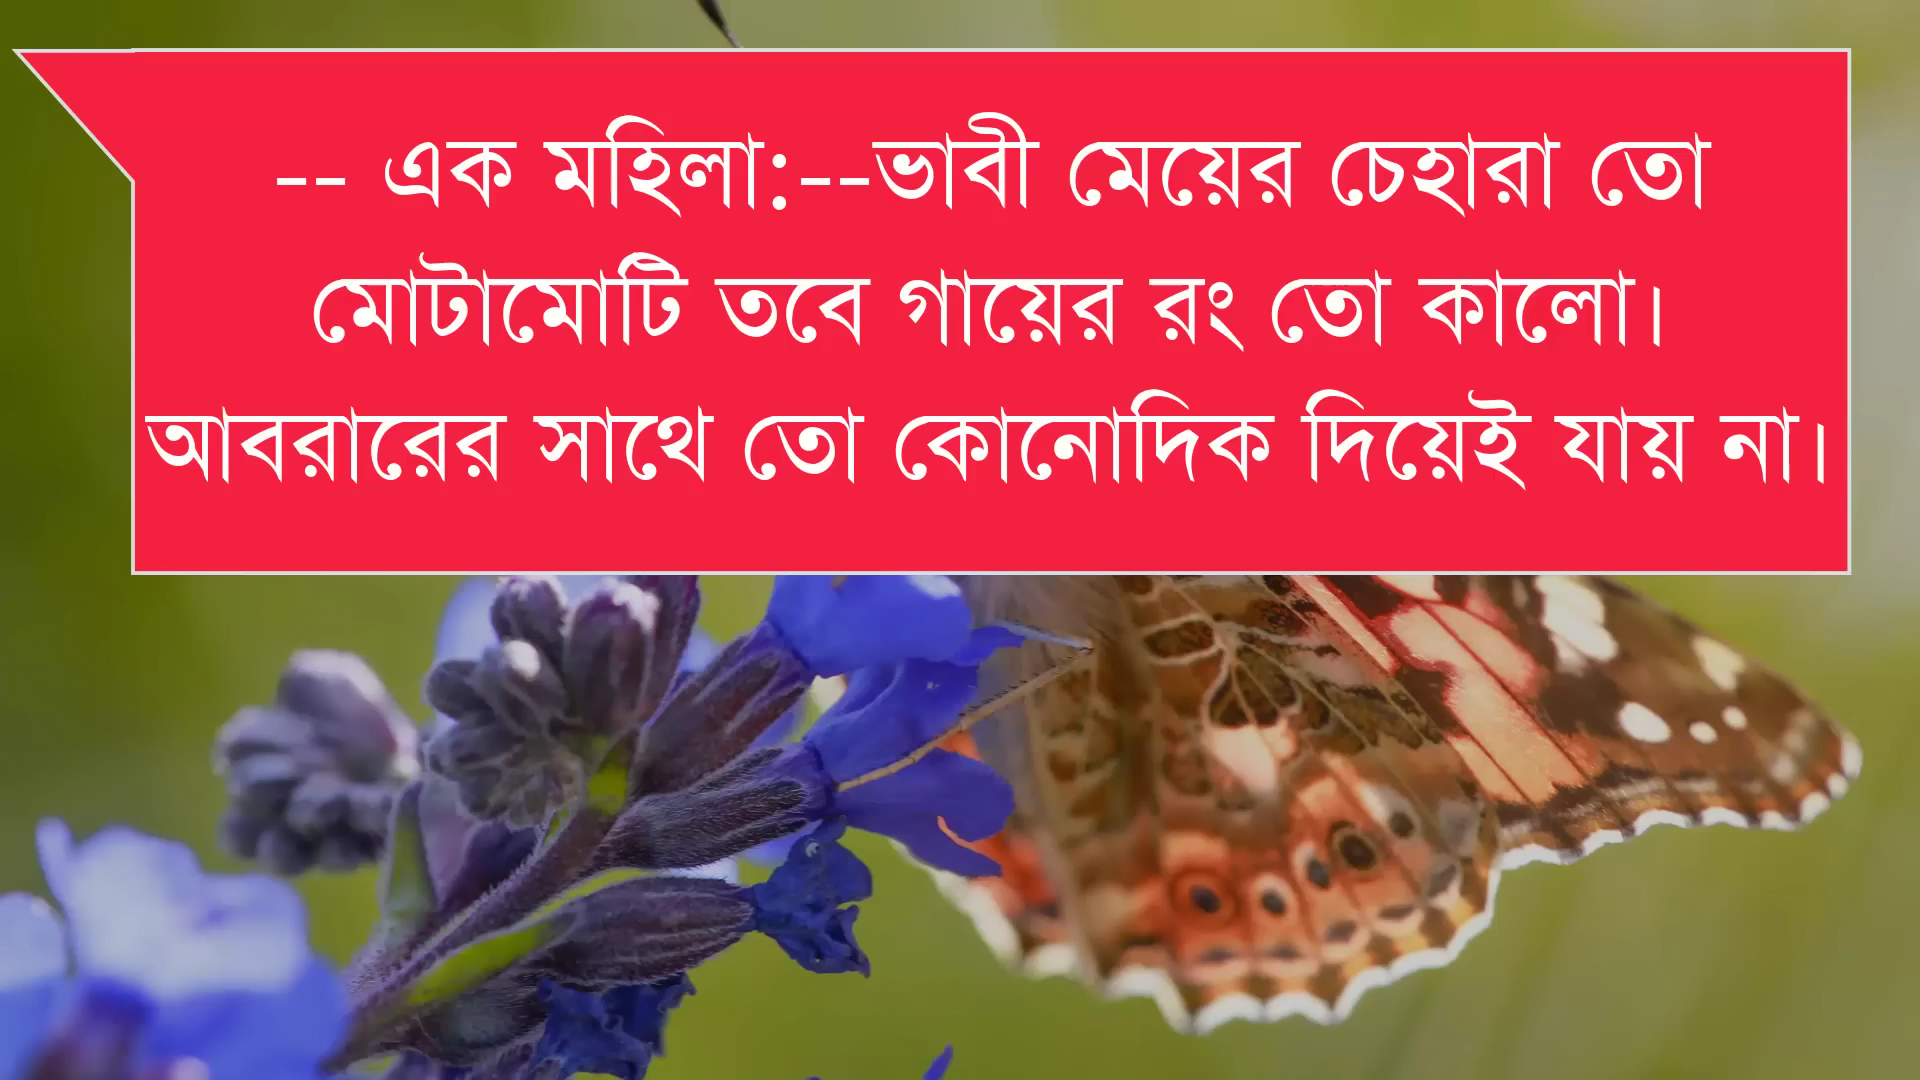 -- এক মহিলা:--ভাবী মেয়ের চেহারা তো
মোটামোটি তবে গায়ের রং তো কালো।
আবরারের সাথে তো কোনোদিক দিয়েই যায় না।